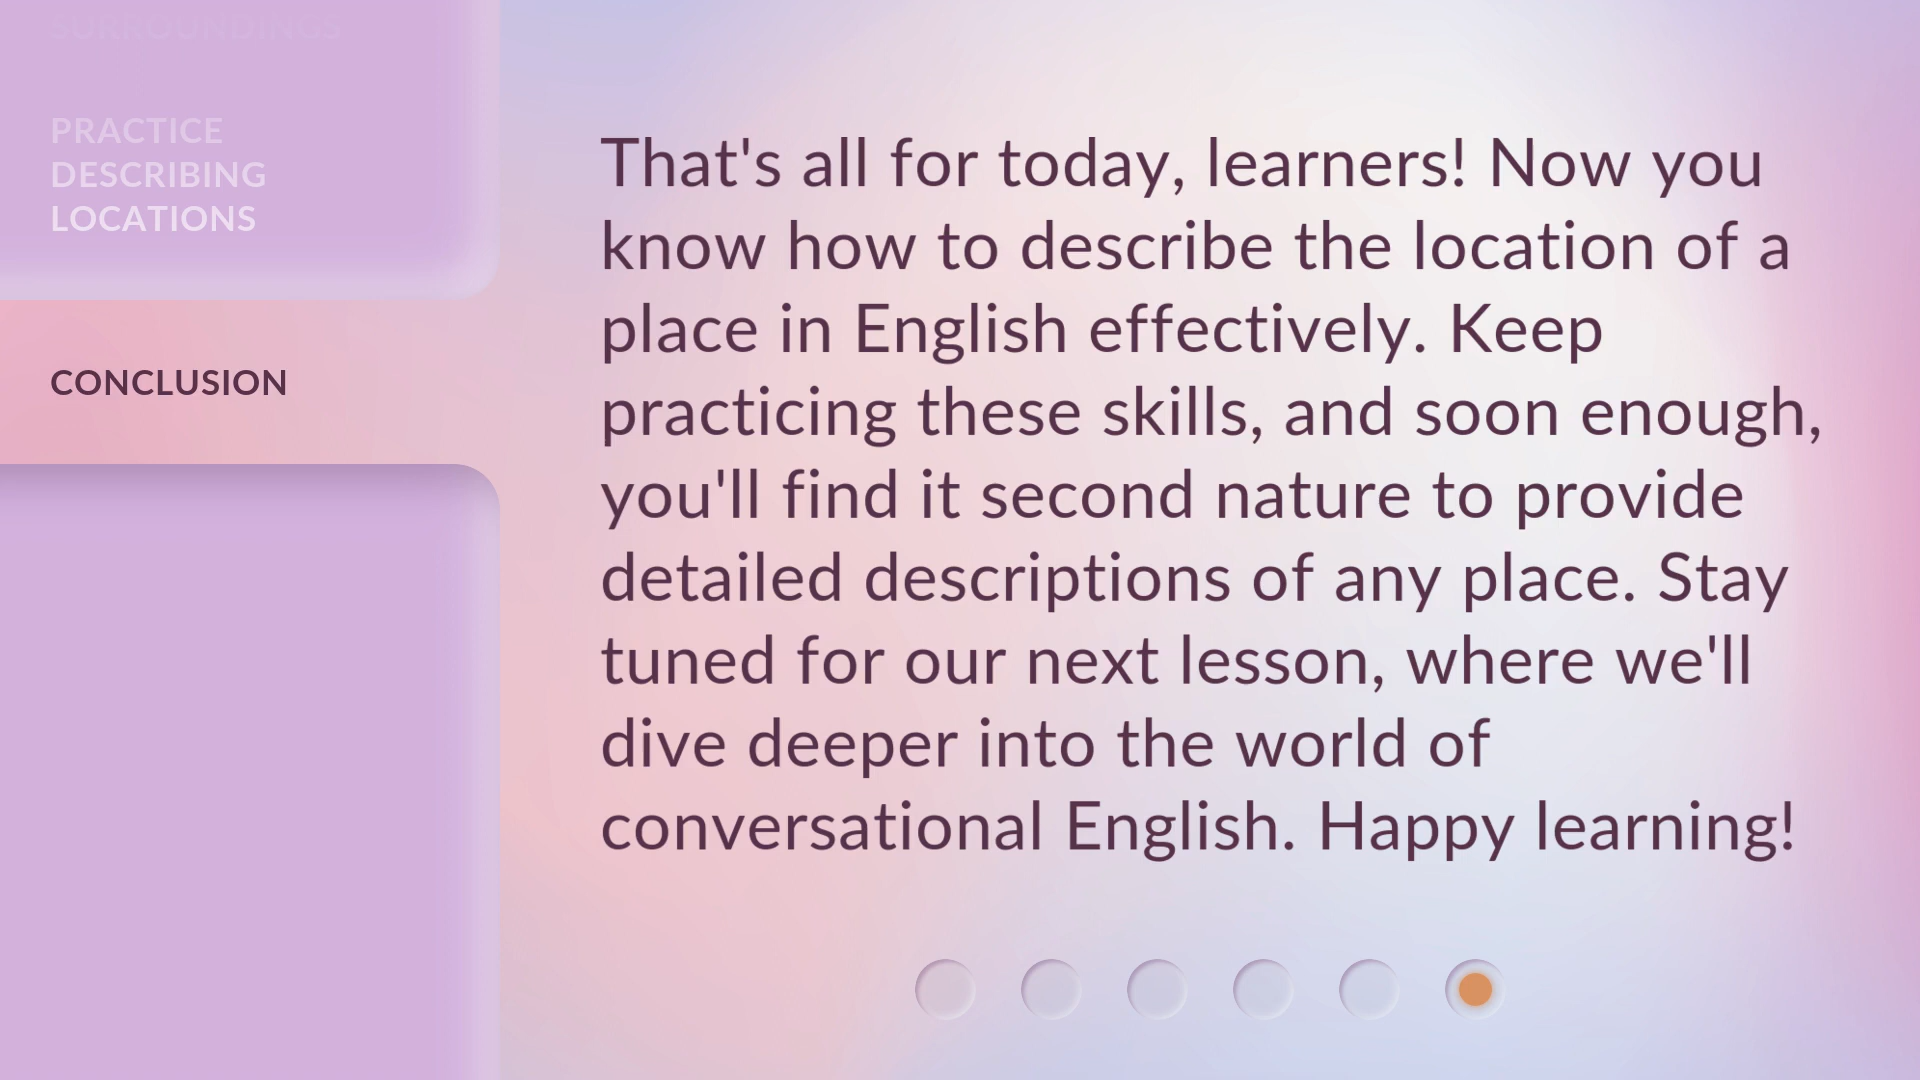 SURROUNDINGS
PRACTICE
DESCRIBING
LOCATIONS
CONCLUSION
That's all for today, learners! Now you
know how to describe the location of a
place in English effectively. Keep
practicing these skills, and soon enough,
you'll find it second nature to provide
detailed descriptions of any place. Stay
tuned for our next lesson, where we'll
dive deeper into the world of
conversational English. Happy learning!